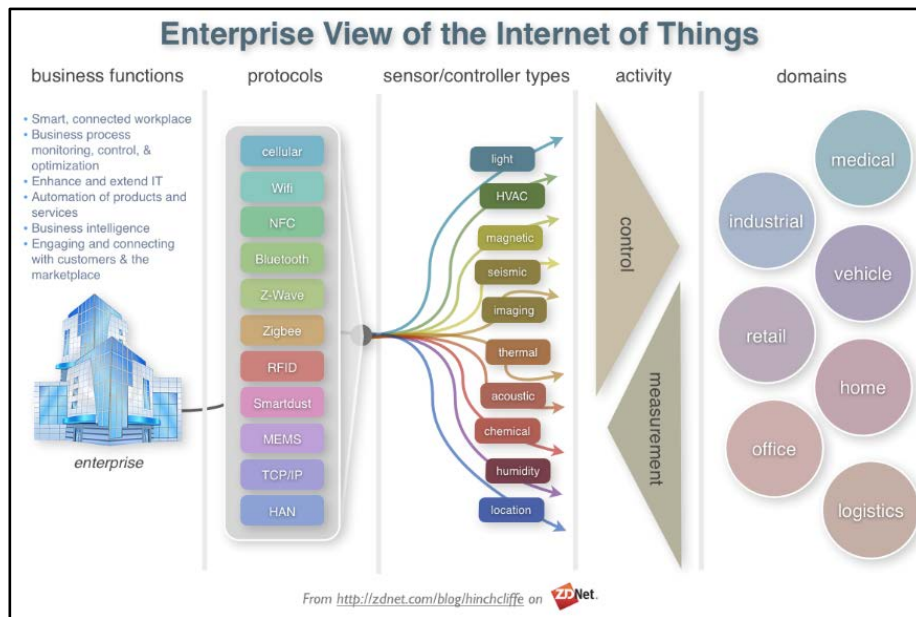 Enterprise View of the Internet of Things
business functions
protocols
sensor/controller types
activity
domains
• Smart, connected workplace
• Business process
monitoring, control, &
optimization
• Enhance and extend IT
• Automation of products and
services
• Business intelligence
• Engaging and connecting
with customers & the
marketplace
enterprise
cellular
Wifi
NFC
Bluetooth
Z-Wave
Zigbee
RFID
Smartdust
MEMS
TCP/IP
HAN
light
HVAC
magnetic
seismic
imaging
thermal
acoustic
chemical
humidity
location
control
measurement
medical
industrial
vehicle
retail
home
office
logistics
From http://zdnet.com/blog/hinchcliffe on ZDNet.